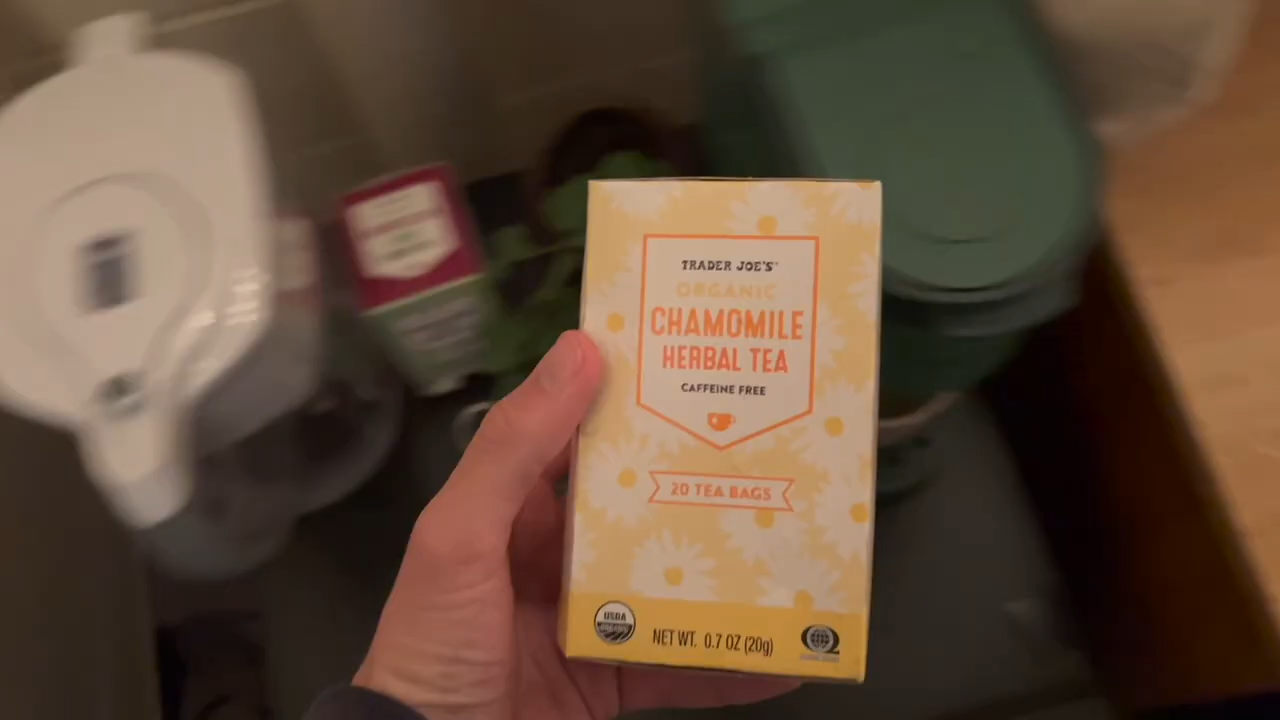 TRADER JOE'S
ORGANIC
CHAMOMILE
HERBAL TEA
CAFFEINE FREE
20 TEA BAGS
USDA
ORGANIC
NET WT. 0.7 OZ (20g)